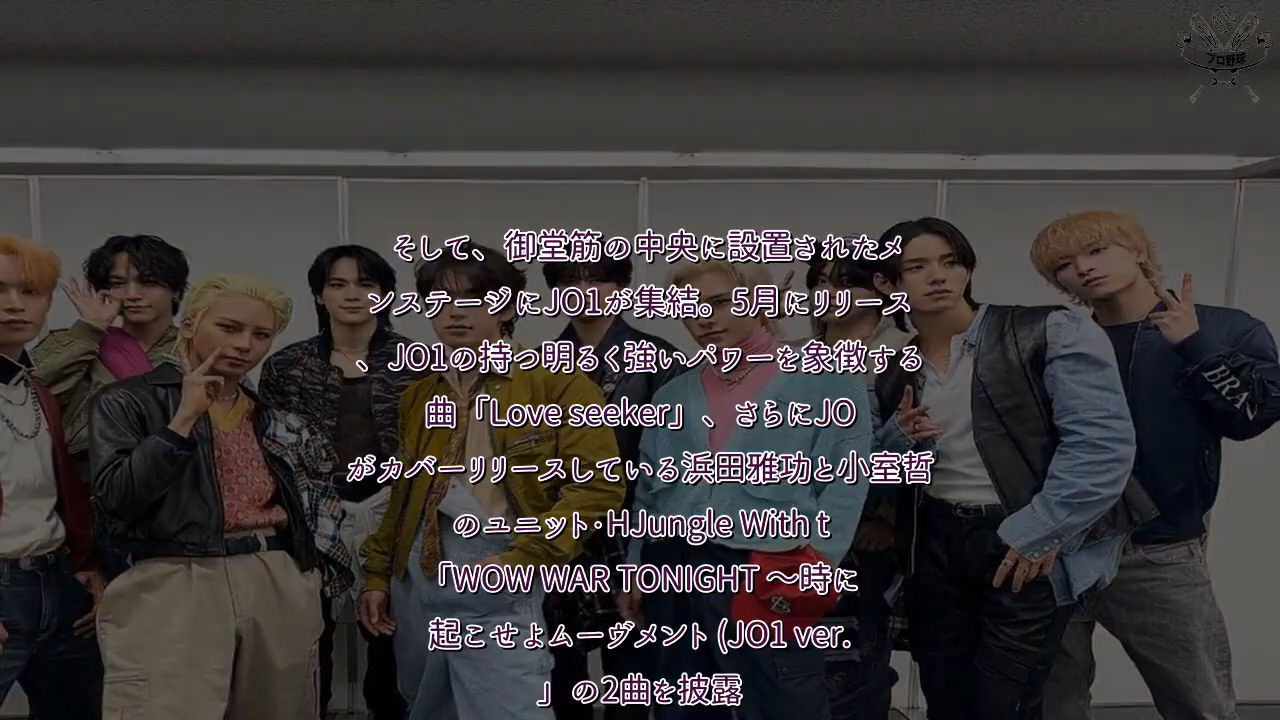 プロ野球
そして、御堂筋の中央に設置されたメ
ンステージにJO1が集結。5月にリリース
、JO1の持つ明るく強いパワーを象徴する
曲「Love seeker」、さらにJO
がカバーリリースしている浜田雅功と小室哲
のユニット・HJungle With t
「WOW WAR TONIGHT ～時に
起こせよムーヴメント (JO1 ver.
」の2曲を披露
BRA